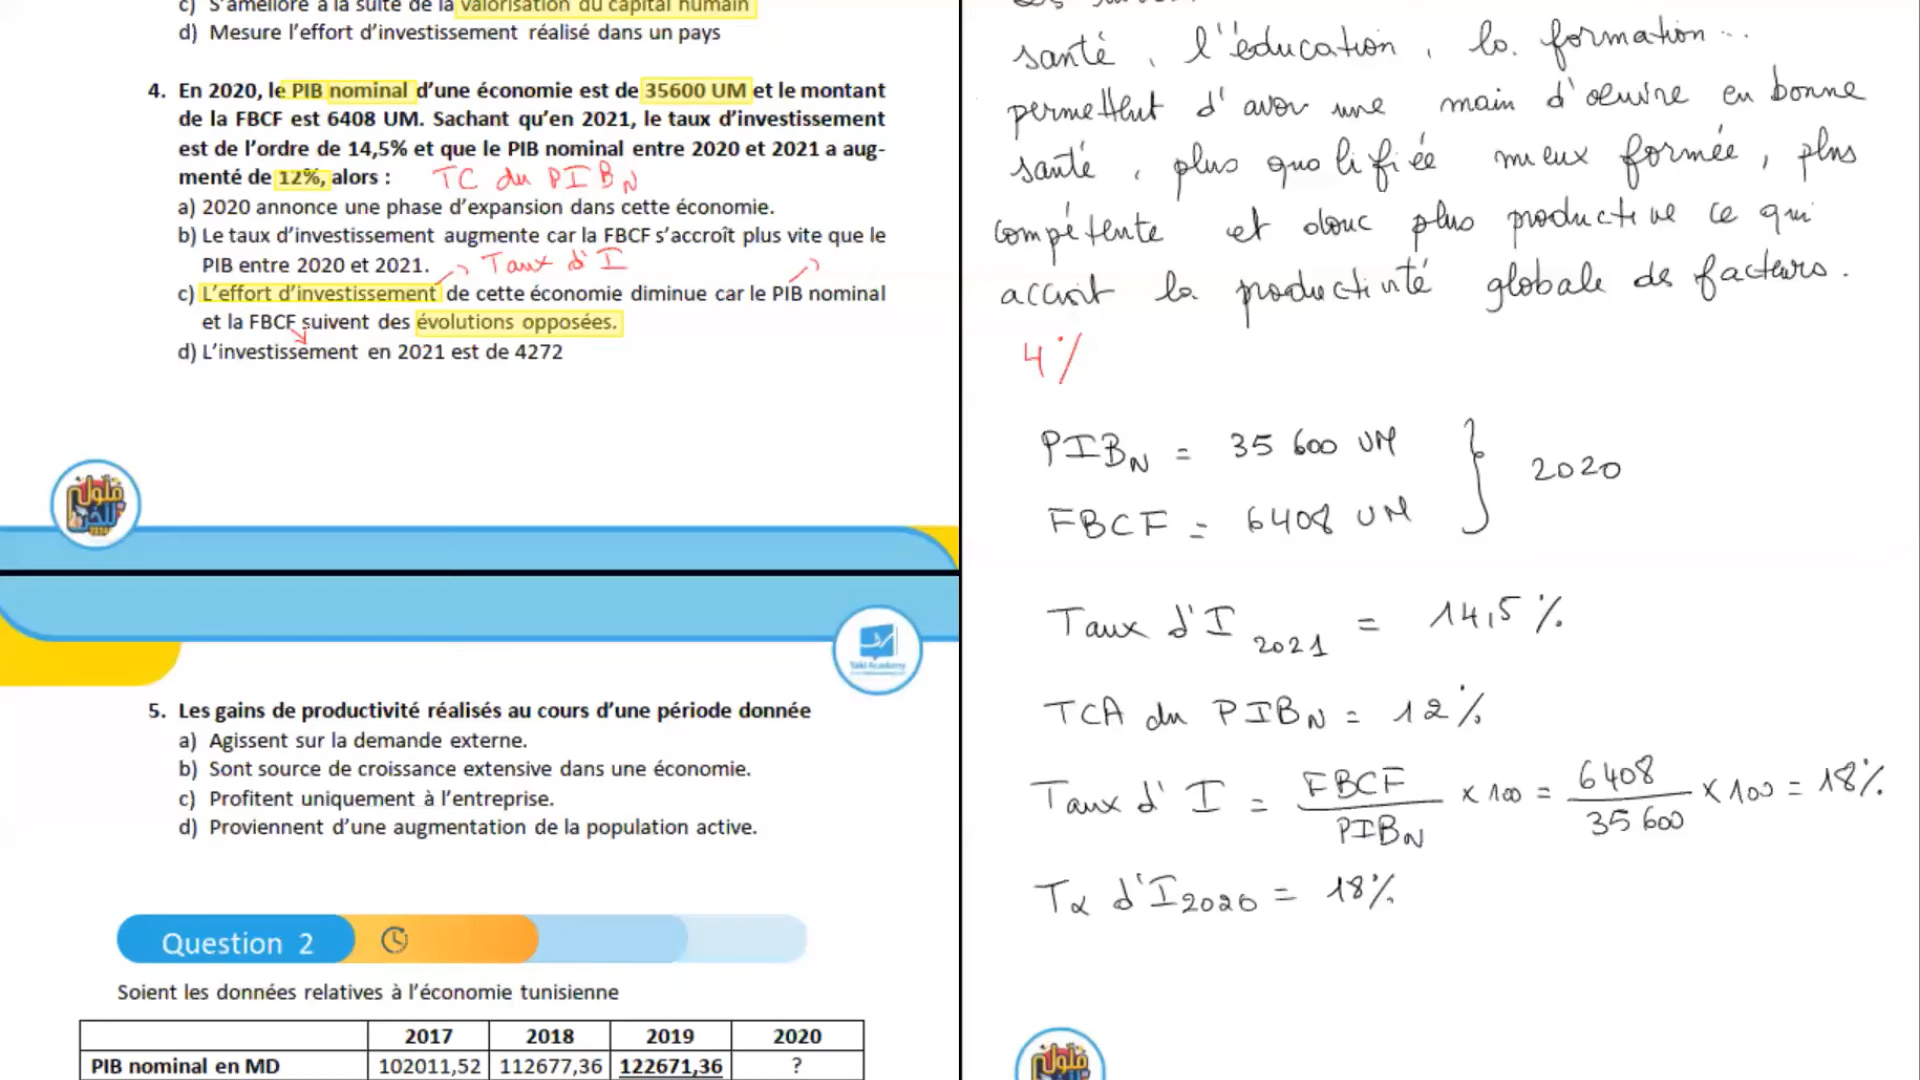 c) S'améliore à la suite de la valorisation du capital humain
d) Mesure l'effort d'investissement réalisé dans un pays
4. En 2020, le PIB nominal d'une économie est de 35600 UM et le montant
de la FBCF est 6408 UM. Sachant qu'en 2021, le taux d'investissement
est de l'ordre de 14,5% et que le PIB nominal entre 2020 et 2021 a aug-
menté de 12%, alors : TC du PIBN
a) 2020 annonce une phase d'expansion dans cette économie.
b) Le taux d'investissement augmente car la FBCF s'accroît plus vite que le
PIB entre 2020 et 2021. Taux d'I
c) L'effort d'investissement de cette économie diminue car le PIB nominal
et la FBCF suivent des évolutions opposées.
d) L'investissement en 2021 est de 4272
فلول للخر
Taki Academy
5. Les gains de productivité réalisés au cours d'une période donnée
a) Agissent sur la demande externe.
b) Sont source de croissance extensive dans une économie.
c) Profitent uniquement à l'entreprise.
d) Proviennent d'une augmentation de la population active.
Question 2
Soient les données relatives à l'économie tunisienne
2017 2018 2019 2020
PIB nominal en MD 102011,52 112677,36 122671,36 ?
santé, l'éducation, la formation...
permettent d'avor une main d'oeuvre en bonne
santé, plus qualifiée mieux formée, plus
compétente et donc plus productive ce qui
accroit la productivité globale de facteurs.
4%
PIBN = 35 600 UM
2020
FBCF = 6408 UM
Taux d'I 2021 = 14,5 %
TCA du PIBN = 12%
Taux d'I = FBCF / PIBN x 100 = 6408 / 35 600 x 100 = 18%
Tx d'I2020 = 18%